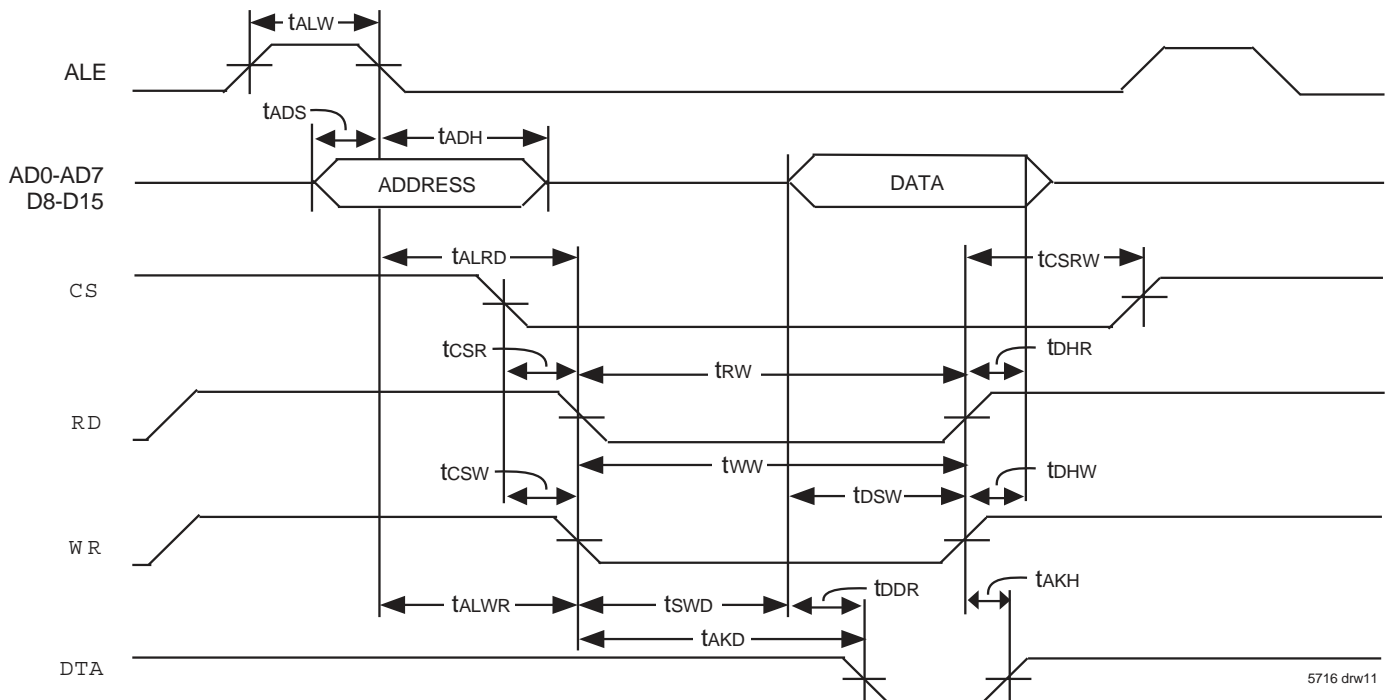 tALW
ALE
tADS
tADH
AD0-AD7
D8-D15
ADDRESS
DATA
tALRD
tCSRW
CS
tCSR
tRW
tDHR
RD
tCSW
tWW
tDHW
tDSW
WR
tALWR
tSWD
tDDR
tAKH
tAKD
DTA
5716 drw11